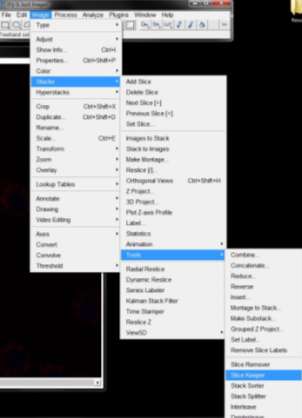 File Edit Image Process Analyze Plugins Window Help
Type
Adjust
Show Info... Ctrl+I
Properties... Ctrl+Shift+P
Color
Stacks
Hyperstacks
Crop Ctrl+Shift+X
Duplicate... Ctrl+Shift+D
Rename...
Scale... Ctrl+E
Transform
Zoom
Overlay
Lookup Tables
Annotate
Drawing
Video Editing
Axes
Convert
Convolve
Threshold
Add Slice
Delete Slice
Next Slice [>]
Previous Slice [<]
Set Slice...
Images to Stack
Stack to Images
Make Montage...
Reslice [/]...
Orthogonal Views Ctrl+Shift+H
Z Project...
3D Project...
Plot Z-axis Profile
Label...
Statistics
Animation
Tools
Radial Reslice
Dynamic Reslice
Series Labeler
Kalman Stack Filter
Time Stamper
Reslice Z
View5D
Combine...
Concatenate...
Reduce...
Reverse
Insert...
Montage to Stack...
Make Substack...
Grouped Z Project...
Set Label...
Remove Slice Labels
Slice Remover
Slice Keeper
Stack Sorter
Stack Splitter
Interleave
Deinterleave